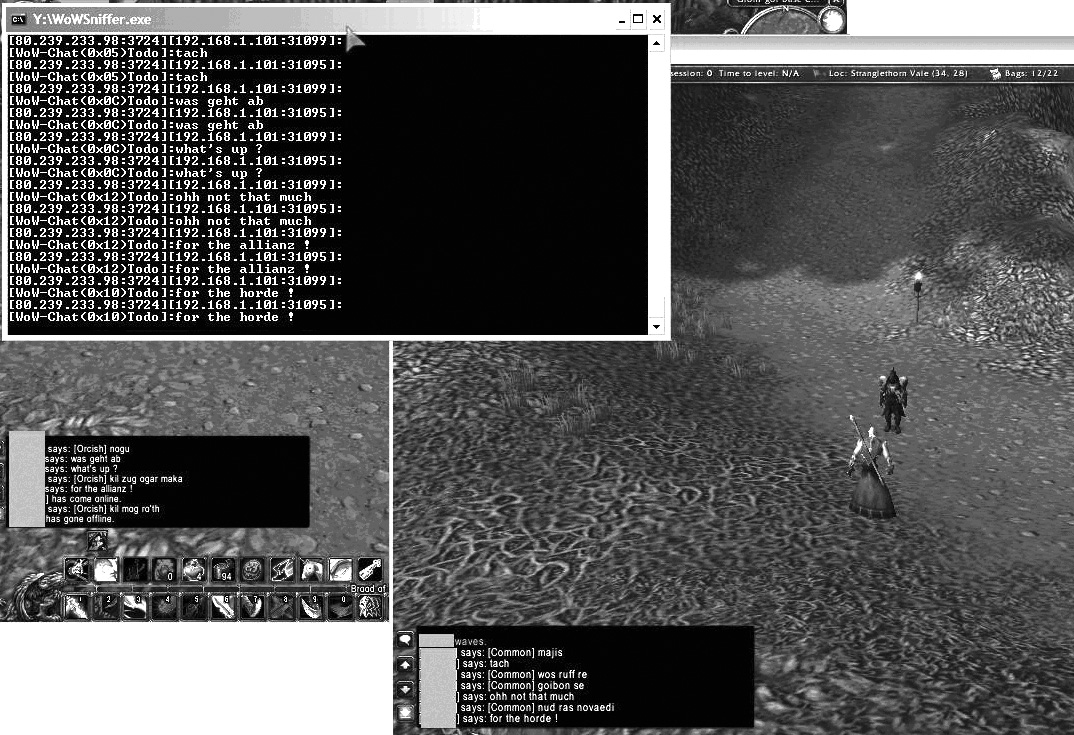 Y:\WoWSniffer.exe
[80.239.233.98:3724][192.168.1.101:31099]:
[WoW-Chat(0x05)Todo]:tach
[80.239.233.98:3724][192.168.1.101:31095]:
[WoW-Chat(0x05)Todo]:tach
[80.239.233.98:3724][192.168.1.101:31099]:
[WoW-Chat(0x0C)Todo]:was geht ab
[80.239.233.98:3724][192.168.1.101:31095]:
[WoW-Chat(0x0C)Todo]:was geht ab
[80.239.233.98:3724][192.168.1.101:31099]:
[WoW-Chat(0x0C)Todo]:what's up ?
[80.239.233.98:3724][192.168.1.101:31095]:
[WoW-Chat(0x0C)Todo]:what's up ?
[80.239.233.98:3724][192.168.1.101:31099]:
[WoW-Chat(0x12)Todo]:ohh not that much
[80.239.233.98:3724][192.168.1.101:31095]:
[WoW-Chat(0x12)Todo]:ohh not that much
[80.239.233.98:3724][192.168.1.101:31099]:
[WoW-Chat(0x12)Todo]:for the allianz !
[80.239.233.98:3724][192.168.1.101:31095]:
[WoW-Chat(0x12)Todo]:for the allianz !
[80.239.233.98:3724][192.168.1.101:31099]:
[WoW-Chat(0x10)Todo]:for the horde !
[80.239.233.98:3724][192.168.1.101:31095]:
[WoW-Chat(0x10)Todo]:for the horde !
session: 0 Time to level: N/A Loc: Stranglethorn Vale (34, 28) Bags: 12/22
says: [Orcish] nogu
says: was geht ab
says: what's up ?
says: [Orcish] kil zug ogar maka
says: for the allianz !
] has come online.
says: [Orcish] kil mog ro'th
has gone offline.
0 4 94
Brood of
1 2 3 4 5 6 7 8 9 0
waves.
] says: [Common] majis
] says: tach
] says: [Common] wos ruff re
] says: [Common] goibon se
] says: ohh not that much
] says: [Common] nud ras novaedi
] says: for the horde !